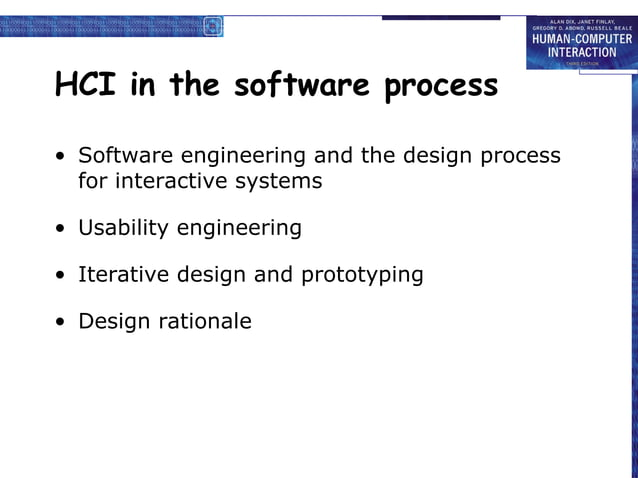 ALAN DIX, JANET FINLAY,
GREGORY D. ABOWD, RUSSELL BEALE
HUMAN-COMPUTER
INTERACTION
THIRD EDITION
HCI in the software process
• Software engineering and the design process
for interactive systems
• Usability engineering
• Iterative design and prototyping
• Design rationale